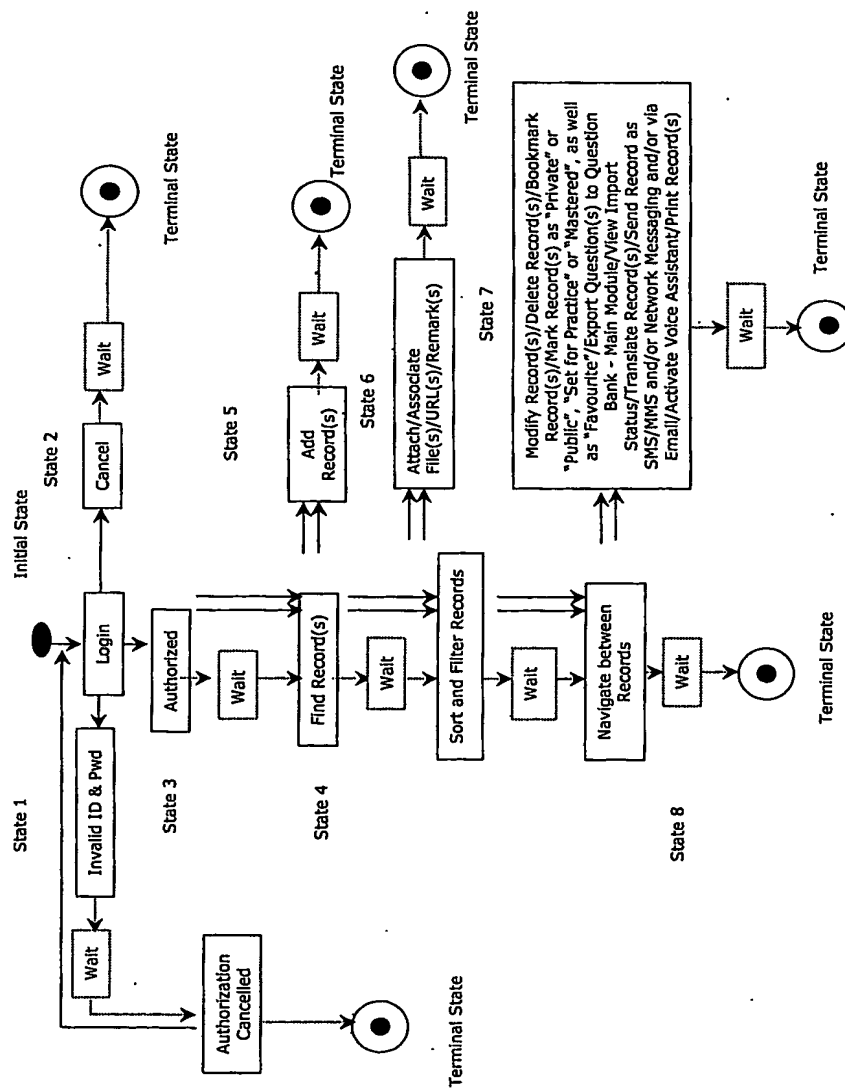 Initial State
State 1
Login
Invalid ID & Pwd
Wait
Authorization
Cancelled
Terminal State
State 2
Cancel
Wait
Terminal State
State 3
Authorized
Wait
State 4
Find Record(s)
Wait
Sort and Filter Records
Wait
Navigate between
Records
State 8
Wait
Terminal State
State 5
Add
Record(s)
Wait
Terminal State
State 6
Attach/Associate
File(s)/URL(s)/Remark(s)
Wait
Terminal State
State 7
Modify Record(s)/Delete Record(s)/Bookmark
Record(s)/Mark Record(s) as "Private" or
"Public", "Set for Practice" or "Mastered", as well
as "Favourite"/Export Question(s) to Question
Bank - Main Module/View Import
Status/Translate Record(s)/Send Record as
SMS/MMS and/or Network Messaging and/or via
Email/Activate Voice Assistant/Print Record(s)
Wait
Terminal State